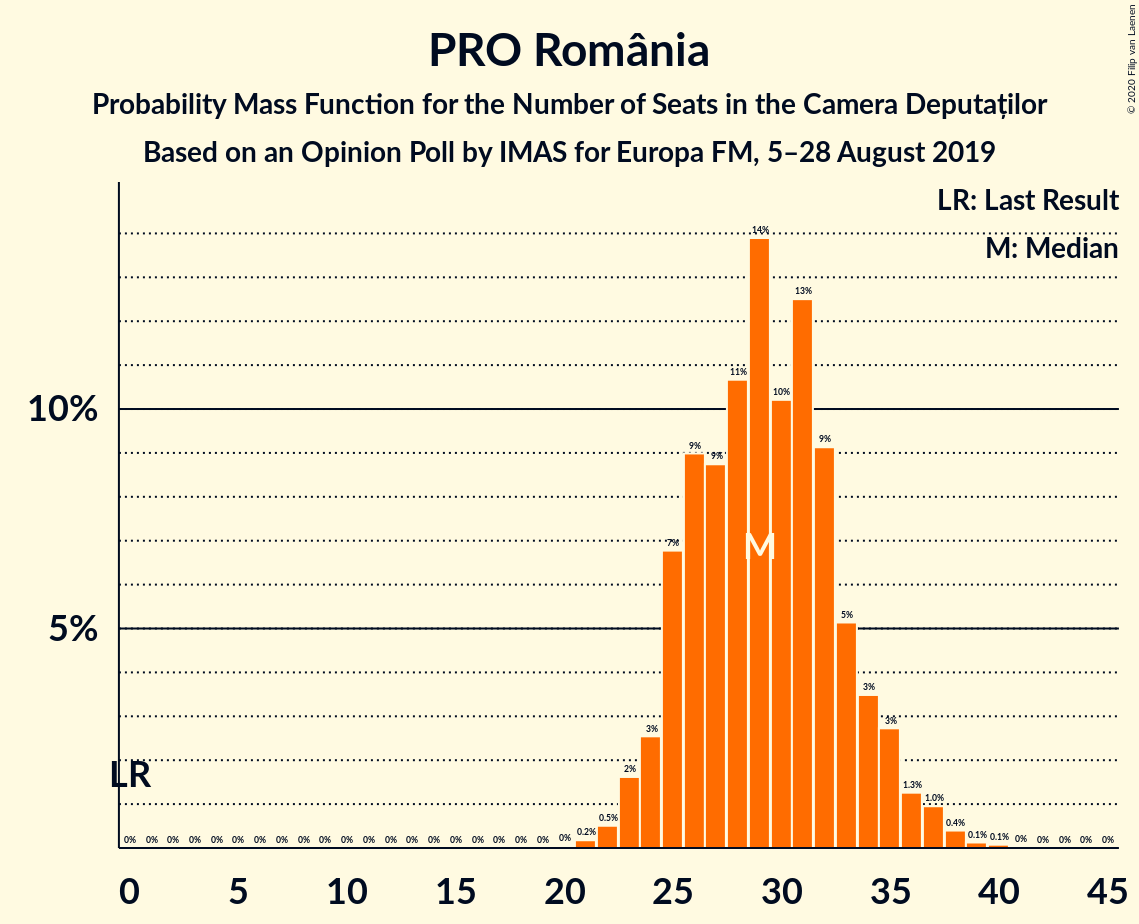 PRO România
Probability Mass Function for the Number of Seats in the Camera Deputaților
Based on an Opinion Poll by IMAS for Europa FM, 5–28 August 2019
© 2020 Filip van Laenen
LR: Last Result
M: Median
10%
5%
LR
M
0% 0% 0% 0% 0% 0% 0% 0% 0% 0% 0% 0% 0% 0% 0% 0% 0% 0% 0% 0% 0% 0.2% 0.5% 2% 3% 7% 9% 9% 11% 14% 10% 13% 9% 5% 3% 3% 1.3% 1.0% 0.4% 0.1% 0.1% 0% 0% 0% 0% 0%
0 5 10 15 20 25 30 35 40 45